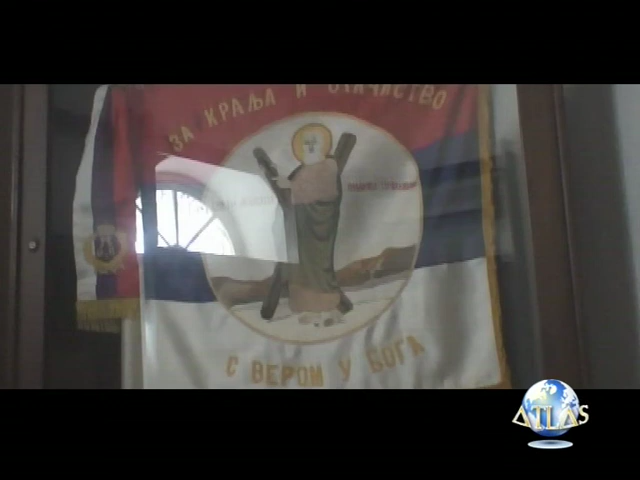 ЗА КРАЉА И ОТАЧАСТВО
С ВЕРОМ У БОГА
ATLAS